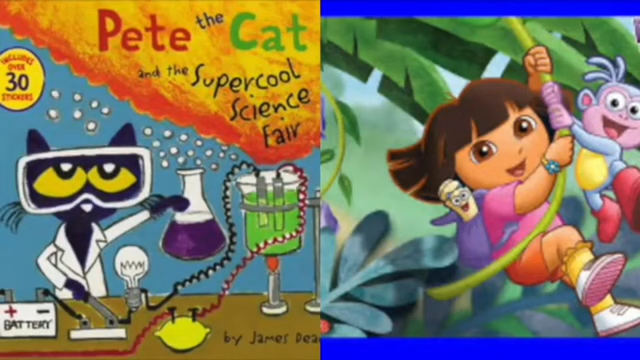 Pete the Cat
and the Supercool
Science
Fair
INCLUDES
OVER
30
STICKERS
+ -
BATTERY
by James Dea